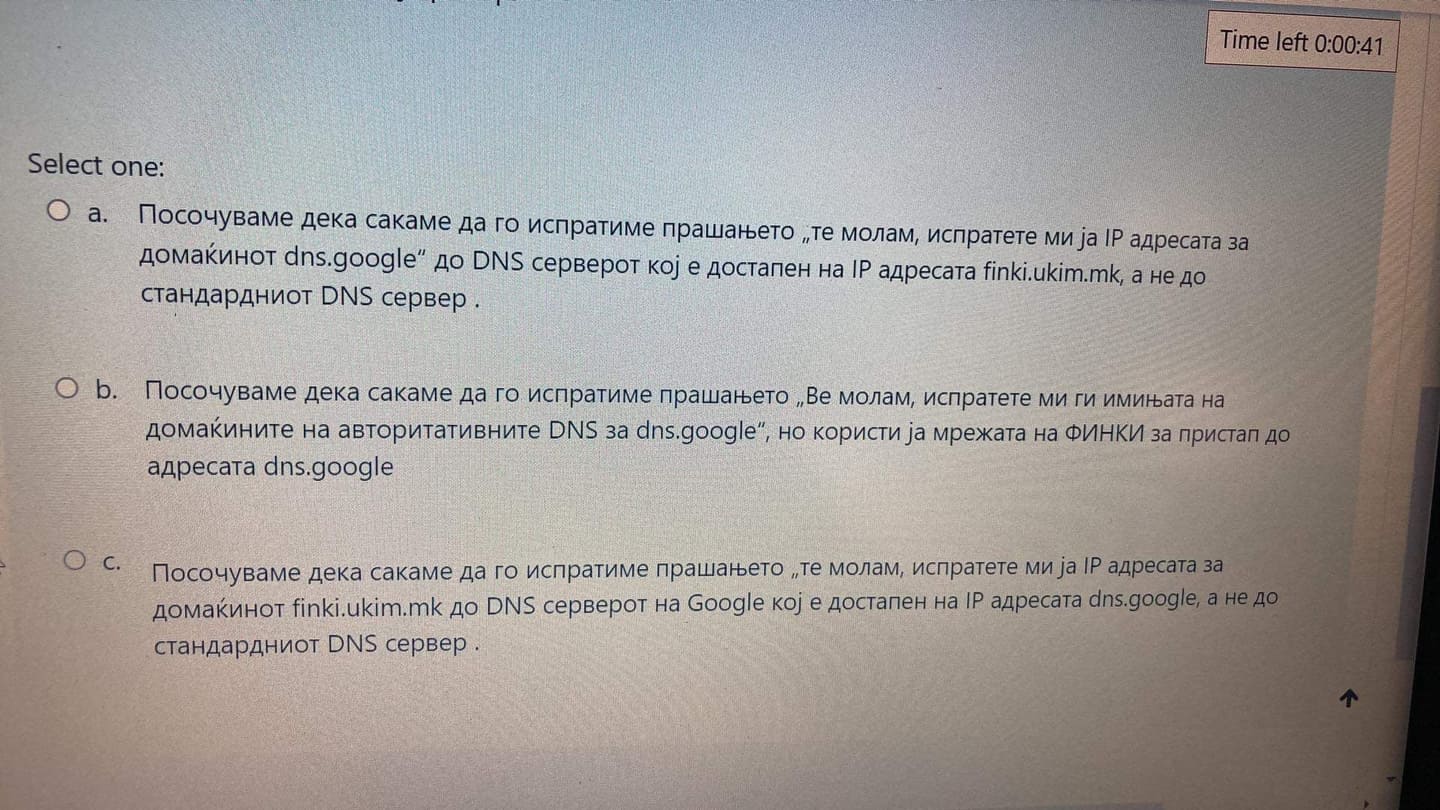 Time left 0:00:41
Select one:
a. Посочуваме дека сакаме да го испратиме прашањето „те молам, испратете ми ја IP адресата за
домаќинот dns.google“ до DNS серверот кој е достапен на IP адресата finki.ukim.mk, а не до
стандардниот DNS сервер .
b. Посочуваме дека сакаме да го испратиме прашањето „Ве молам, испратете ми ги имињата на
домаќините на авторитативните DNS за dns.google“, но користи ја мрежата на ФИНКИ за пристап до
адресата dns.google
c. Посочуваме дека сакаме да го испратиме прашањето „те молам, испратете ми ја IP адресата за
домаќинот finki.ukim.mk до DNS серверот на Google кој е достапен на IP адресата dns.google, а не до
стандардниот DNS сервер .